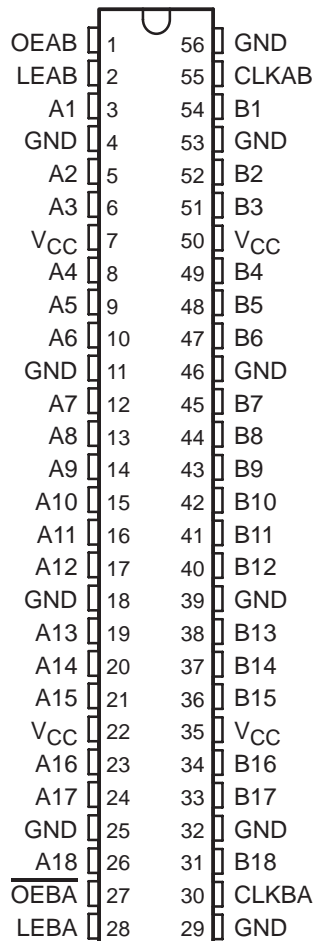 OEAB 1 56 GND
LEAB 2 55 CLKAB
A1 3 54 B1
GND 4 53 GND
A2 5 52 B2
A3 6 51 B3
VCC 7 50 VCC
A4 8 49 B4
A5 9 48 B5
A6 10 47 B6
GND 11 46 GND
A7 12 45 B7
A8 13 44 B8
A9 14 43 B9
A10 15 42 B10
A11 16 41 B11
A12 17 40 B12
GND 18 39 GND
A13 19 38 B13
A14 20 37 B14
A15 21 36 B15
VCC 22 35 VCC
A16 23 34 B16
A17 24 33 B17
GND 25 32 GND
A18 26 31 B18
OEBA 27 30 CLKBA
LEBA 28 29 GND